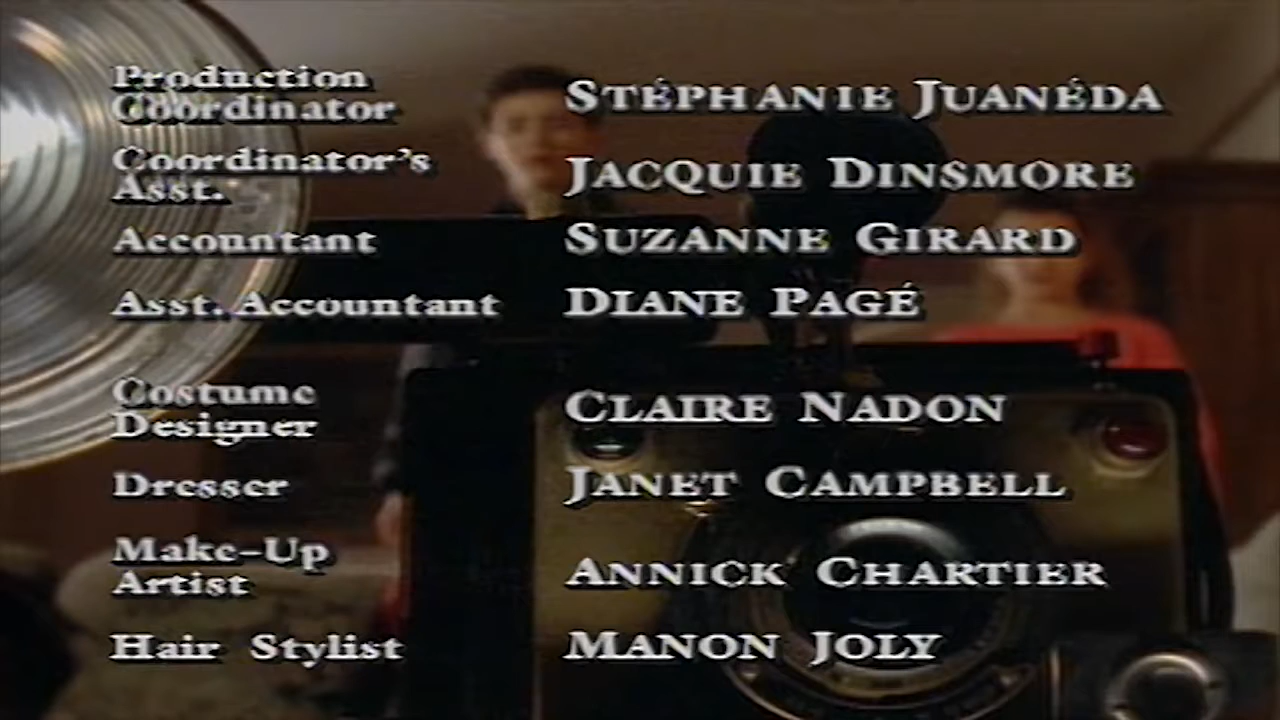 Production
Coordinator
STÉPHANIE JUANÉDA
Coordinator's
Asst.
JACQUIE DINSMORE
Accountant SUZANNE GIRARD
Asst. Accountant DIANE PAGÉ
Costume
Designer
CLAIRE NADON
Dresser JANET CAMPBELL
Make-Up
Artist
ANNICK CHARTIER
Hair Stylist MANON JOLY